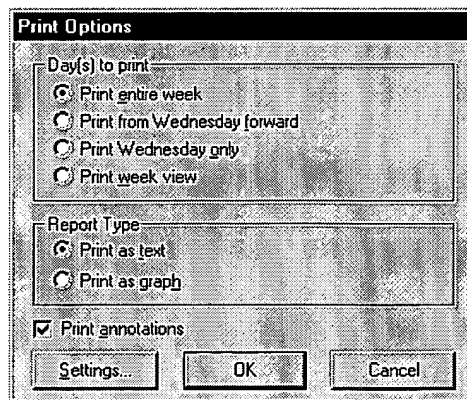 Print Options
Day(s) to print
Print entire week
Print from Wednesday forward
Print Wednesday only
Print week view
Report Type
Print as text
Print as graph
Print annotations
Settings... OK Cancel